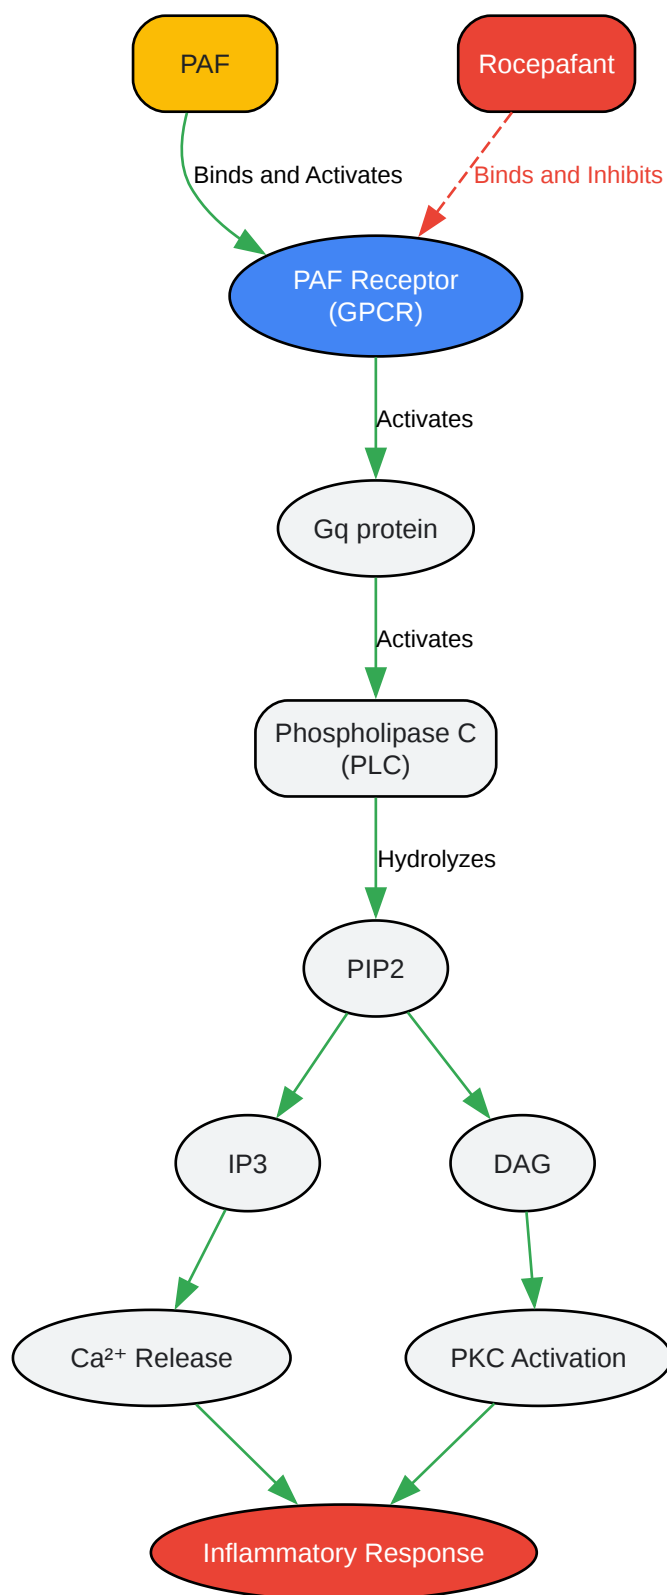 PAF
Rocepafant
Binds and Activates
Binds and Inhibits
PAF Receptor
(GPCR)
Activates
Gq protein
Activates
Phospholipase C
(PLC)
Hydrolyzes
PIP2
IP3
DAG
Ca²⁺ Release
PKC Activation
Inflammatory Response